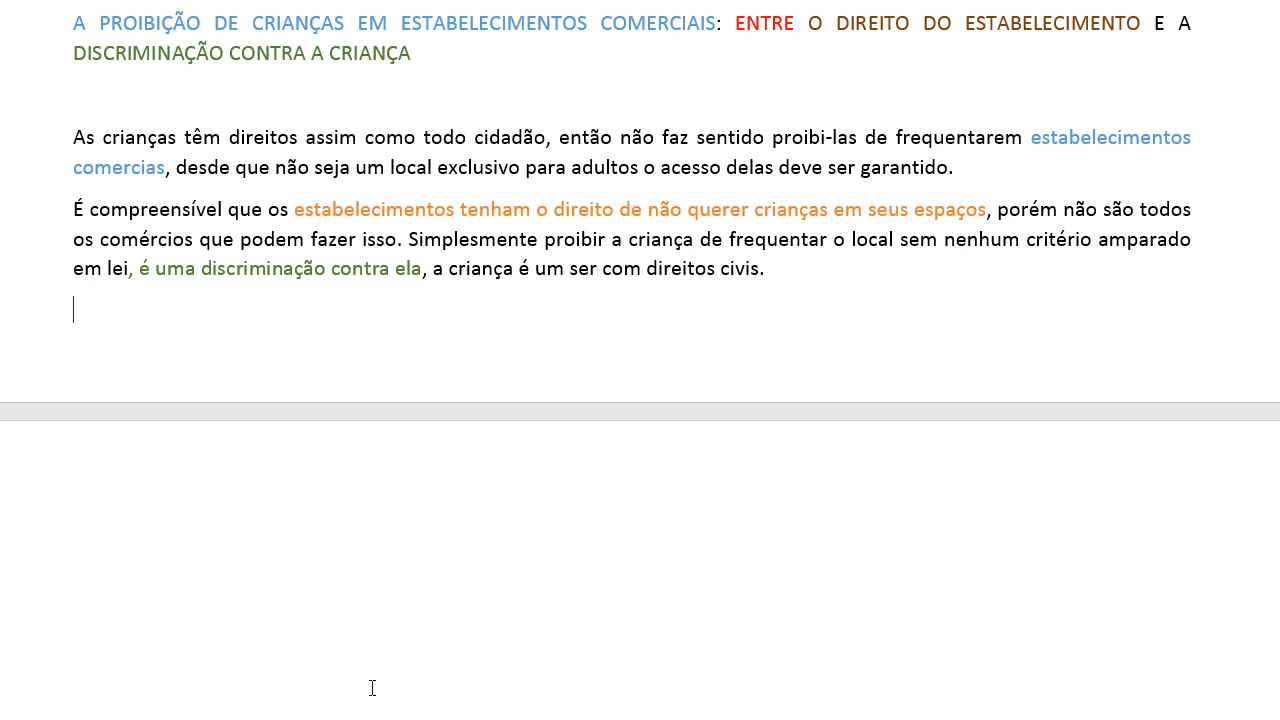 A PROIBIÇÃO DE CRIANÇAS EM ESTABELECIMENTOS COMERCIAIS: ENTRE O DIREITO DO ESTABELECIMENTO E A
DISCRIMINAÇÃO CONTRA A CRIANÇA
As crianças têm direitos assim como todo cidadão, então não faz sentido proibi-las de frequentarem estabelecimentos
comercias, desde que não seja um local exclusivo para adultos o acesso delas deve ser garantido.
É compreensível que os estabelecimentos tenham o direito de não querer crianças em seus espaços, porém não são todos
os comércios que podem fazer isso. Simplesmente proibir a criança de frequentar o local sem nenhum critério amparado
em lei, é uma discriminação contra ela, a criança é um ser com direitos civis.